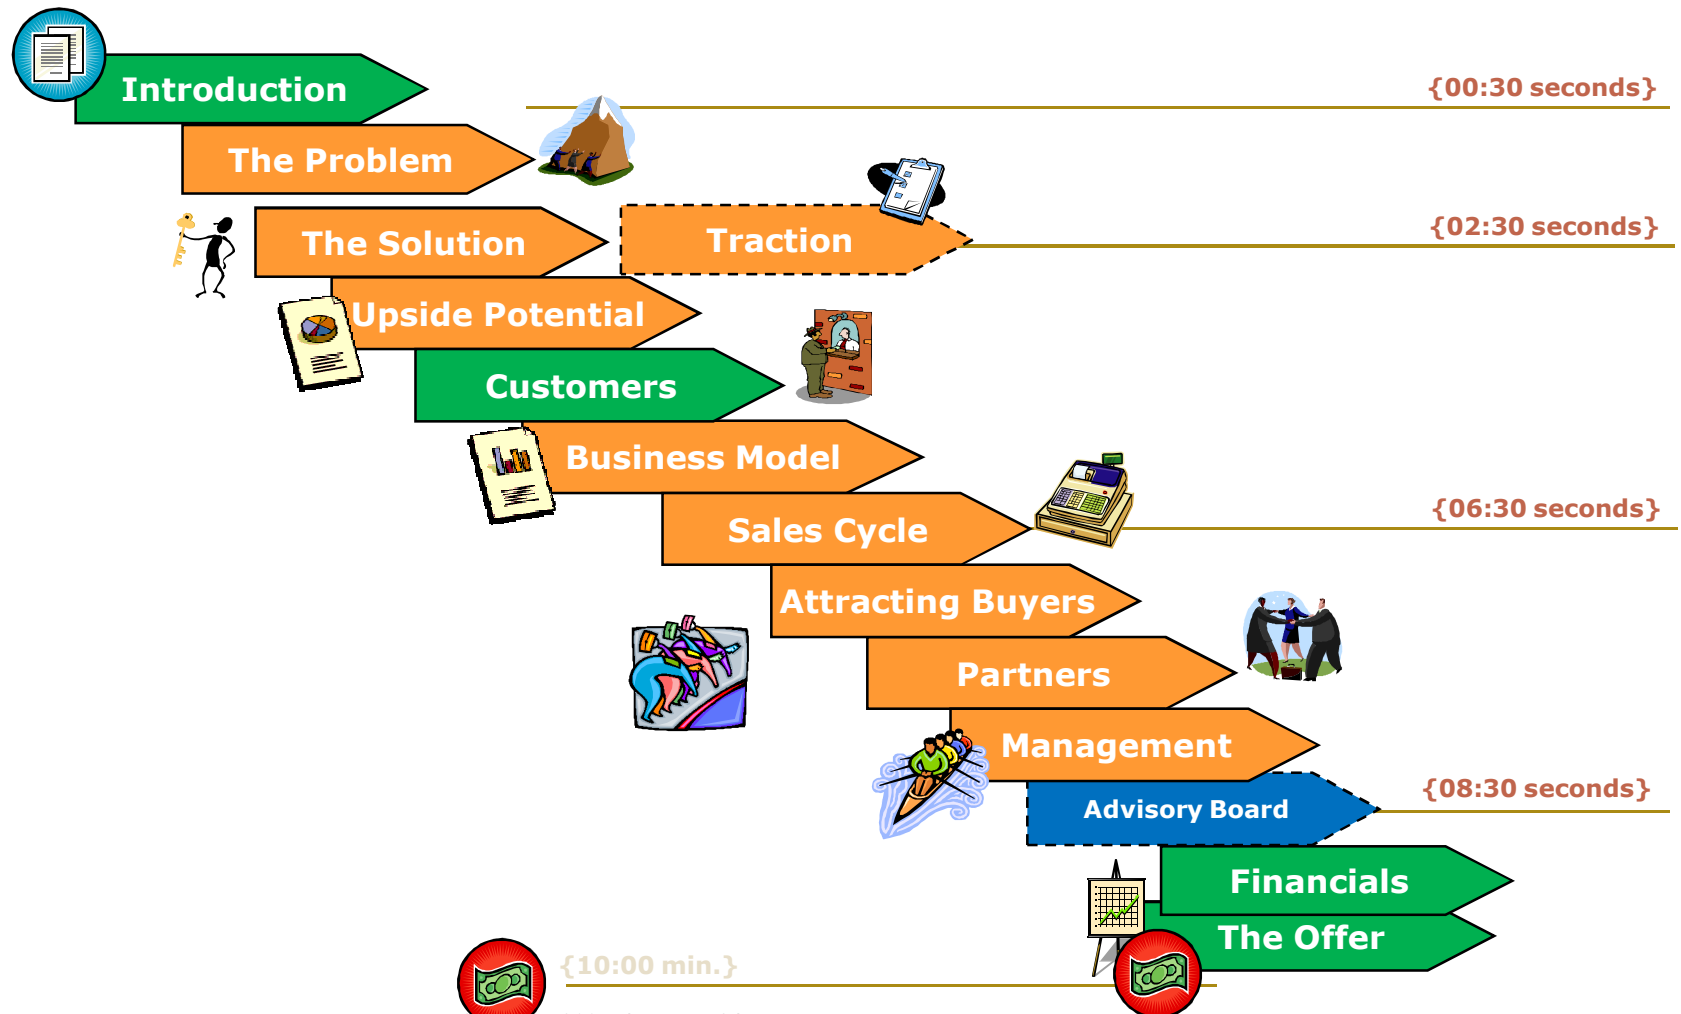 Introduction
{00:30 seconds}
The Problem
The Solution
Traction
{02:30 seconds}
Upside Potential
Customers
Business Model
Sales Cycle
{06:30 seconds}
Attracting Buyers
Partners
Management
Advisory Board
{08:30 seconds}
Financials
The Offer
{10:00 min.}